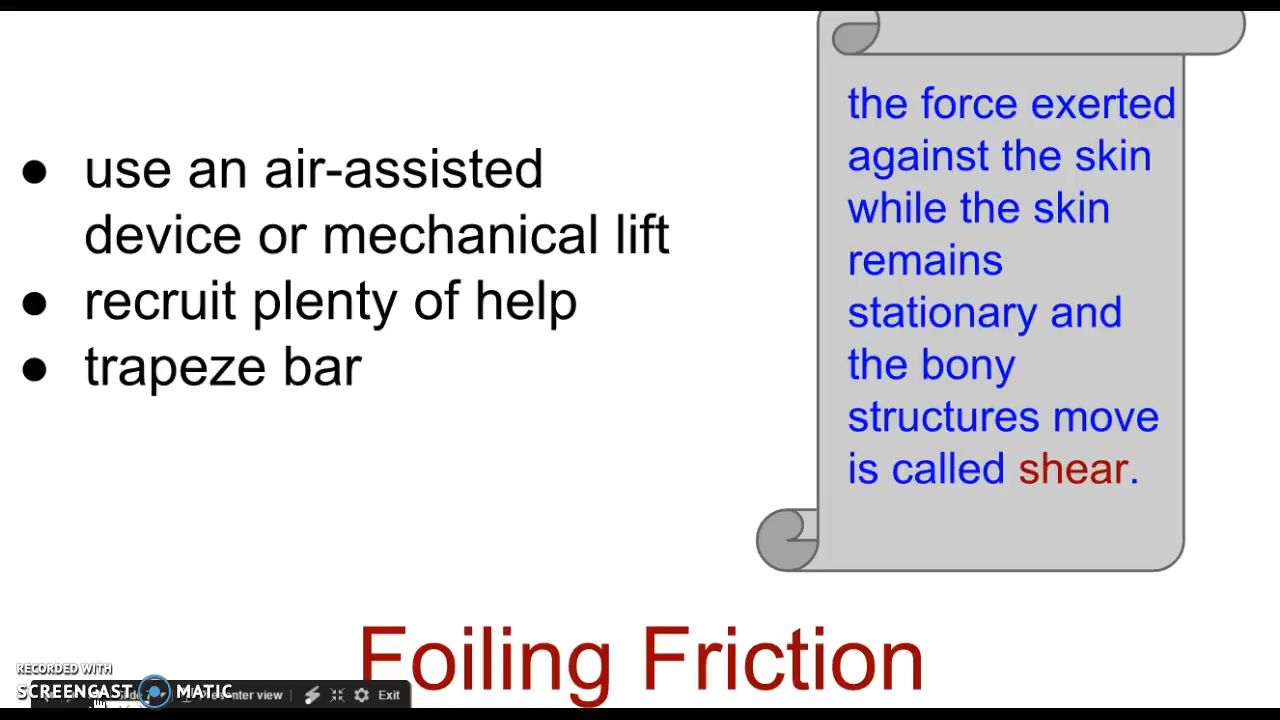 ● use an air-assisted
device or mechanical lift
● recruit plenty of help
● trapeze bar
the force exerted
against the skin
while the skin
remains
stationary and
the bony
structures move
is called shear.
Foiling Friction
RECORDED WITH
SCREENCAST MATIC
view
Exit